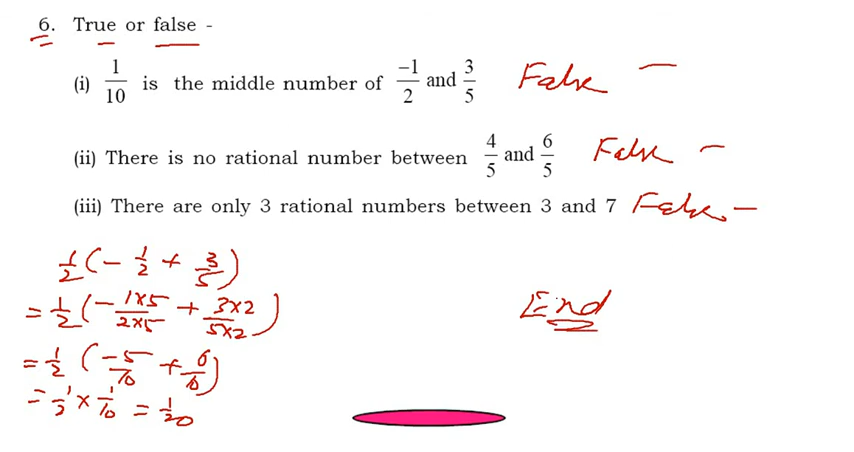 6. True or false -
(i) 1/10 is the middle number of -1/2 and 3/5 False —
(ii) There is no rational number between 4/5 and 6/5 False —
(iii) There are only 3 rational numbers between 3 and 7 False. —
1/2 (- 1/2 + 3/5)
= 1/2 (- 1×5/2×5 + 3×2/5×2)
End
= 1/2 (-5/10 + 6/10)
= 1/2 × 1/10 = 1/20